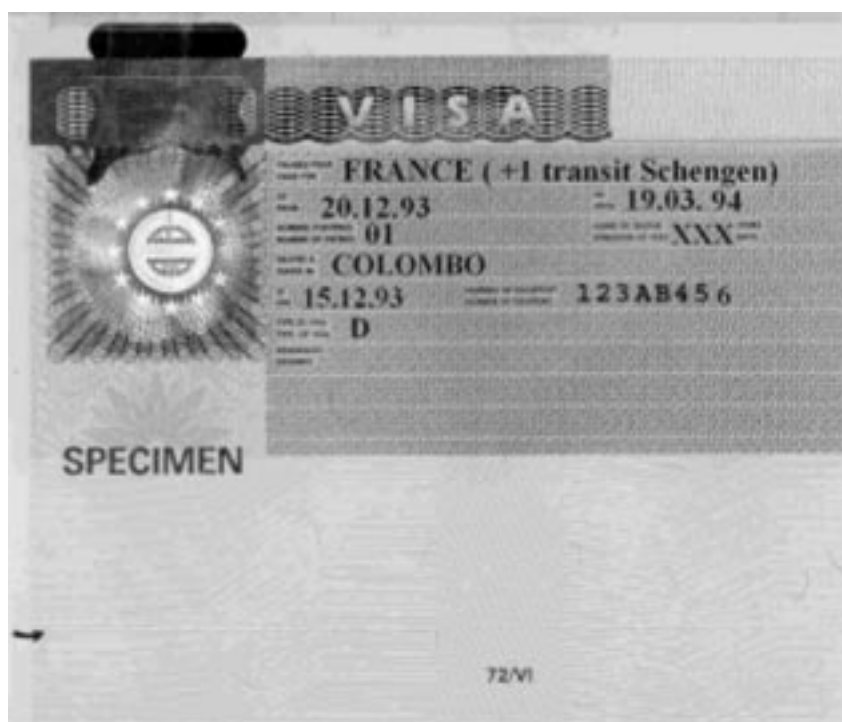 VISA
FRANCE ( +1 transit Schengen)
20.12.93 19.03. 94
01 XXX
COLOMBO
15.12.93 123AB456
D
SPECIMEN
72/VI